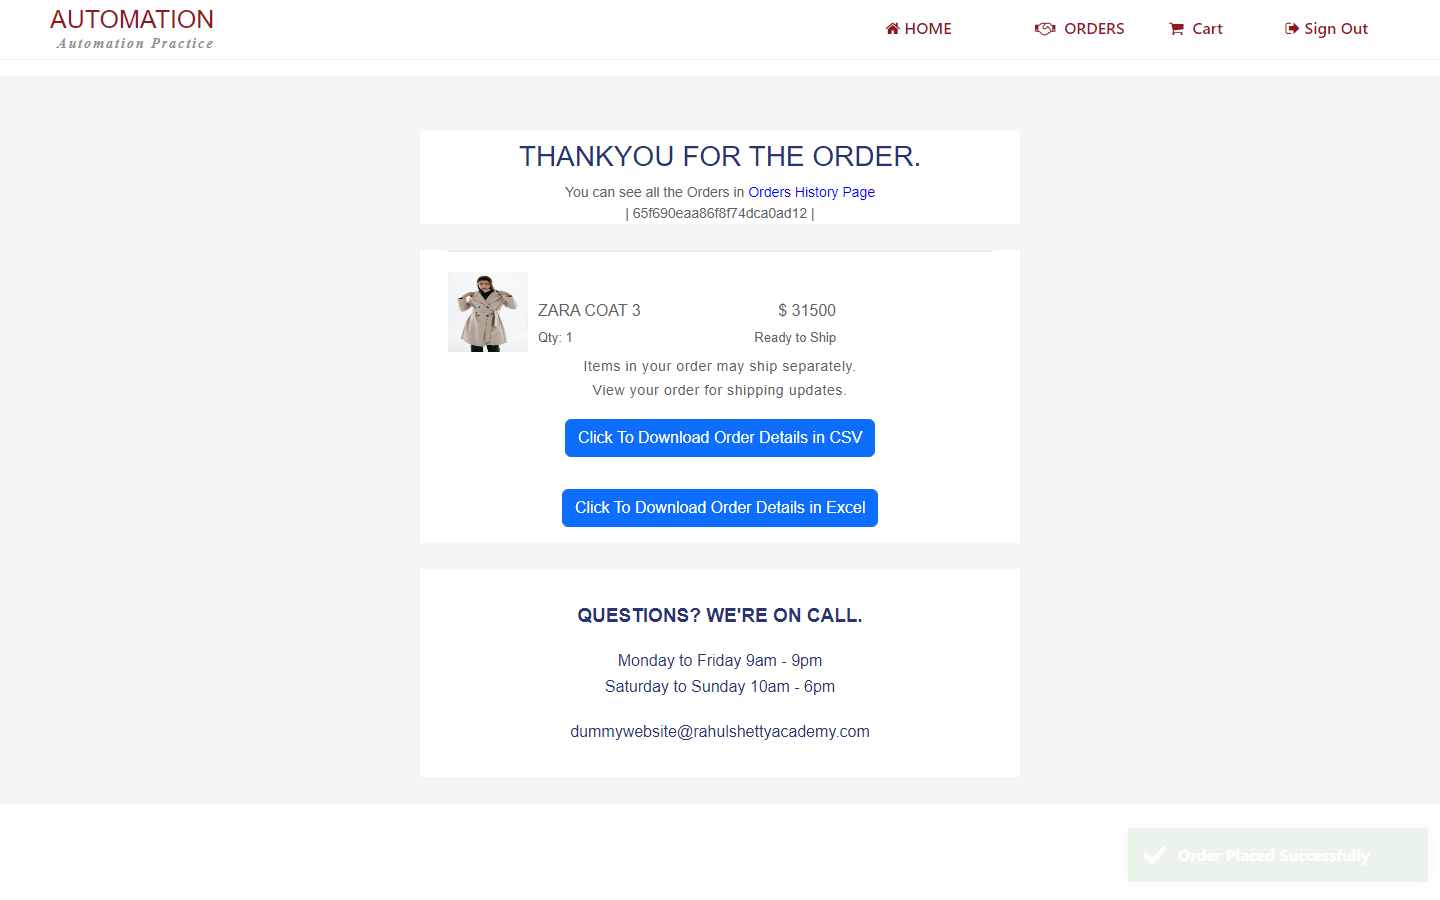 AUTOMATION
Automation Practice
HOME
ORDERS
Cart
Sign Out
THANKYOU FOR THE ORDER.
You can see all the Orders in Orders History Page
| 65f690eaa86f8f74dca0ad12 |
ZARA COAT 3
$ 31500
Qty: 1
Ready to Ship
Items in your order may ship separately.
View your order for shipping updates.
Click To Download Order Details in CSV
Click To Download Order Details in Excel
QUESTIONS? WE'RE ON CALL.
Monday to Friday 9am - 9pm
Saturday to Sunday 10am - 6pm
dummywebsite@rahulshettyacademy.com
Order Placed Successfully